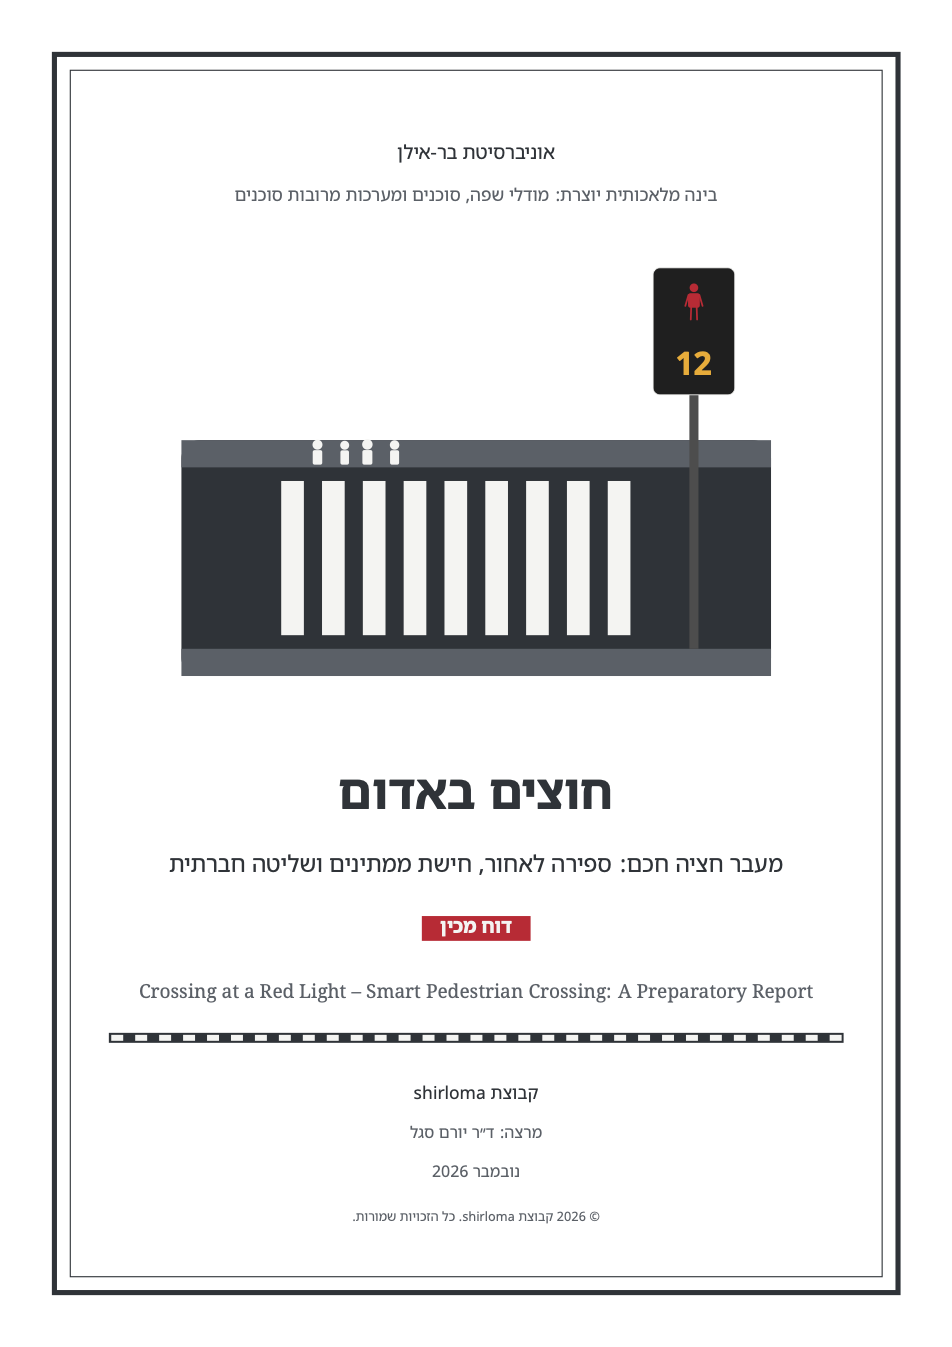 אוניברסיטת בר-אילן
בינה מלאכותית יוצרת: מודלי שפה, סוכנים ומערכות מרובות סוכנים
12
חוצים באדום
מעבר חציה חכם: ספירה לאחור, חישת ממתינים ושליטה חברתית
דוח מכין
Crossing at a Red Light – Smart Pedestrian Crossing: A Preparatory Report
קבוצת shirloma
מרצה: ד״ר יורם סגל
נובמבר 2026
© 2026 קבוצת shirloma. כל הזכויות שמורות.